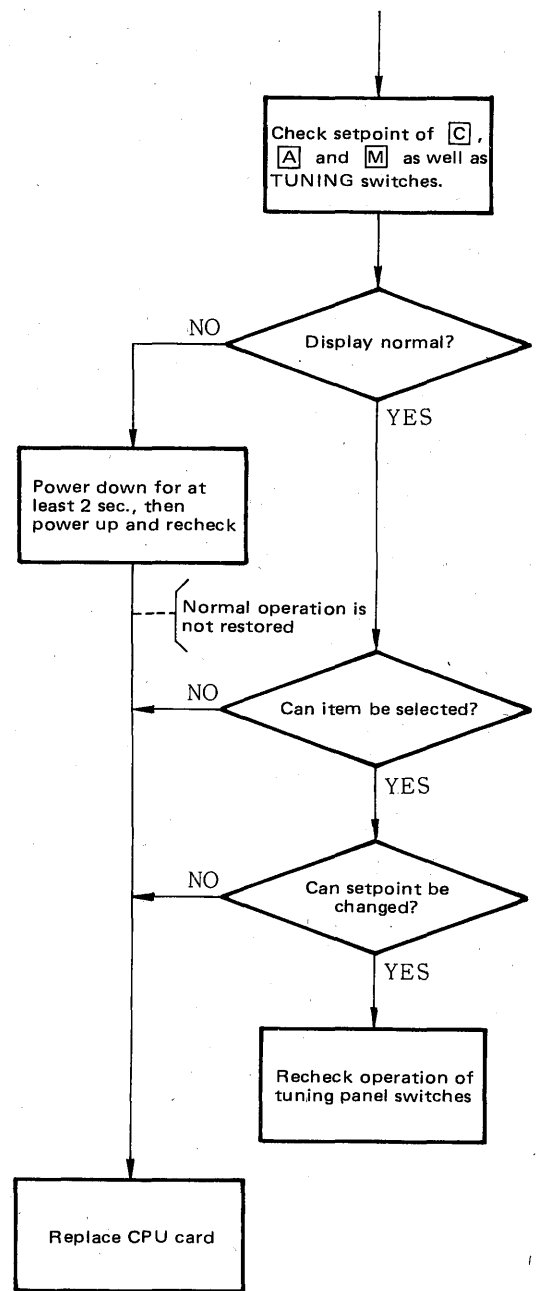 Check setpoint of C,
A and M as well as
TUNING switches.
Display normal?
NO
YES
Power down for at
least 2 sec., then
power up and recheck
Normal operation is
not restored
Can item be selected?
NO
YES
Can setpoint be
changed?
NO
YES
Recheck operation of
tuning panel switches
Replace CPU card